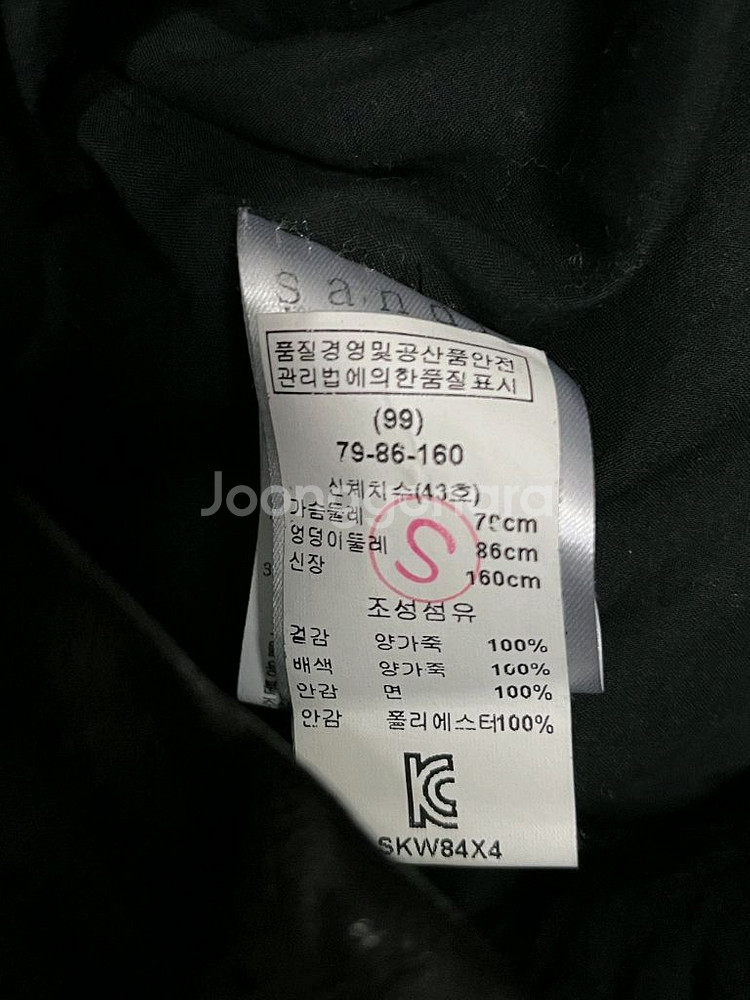 품질경영및공산품안전
관리법에의한품질표시
(99)
79-86-160
신체치수(43호)
가슴둘레 79cm
엉덩이둘레 86cm
신장 160cm
S
조성섬유
겉감 양가죽 100%
배색 양가죽 100%
안감 면 100%
안감 폴리에스터100%
KC
SKW84X4
Joonggonara